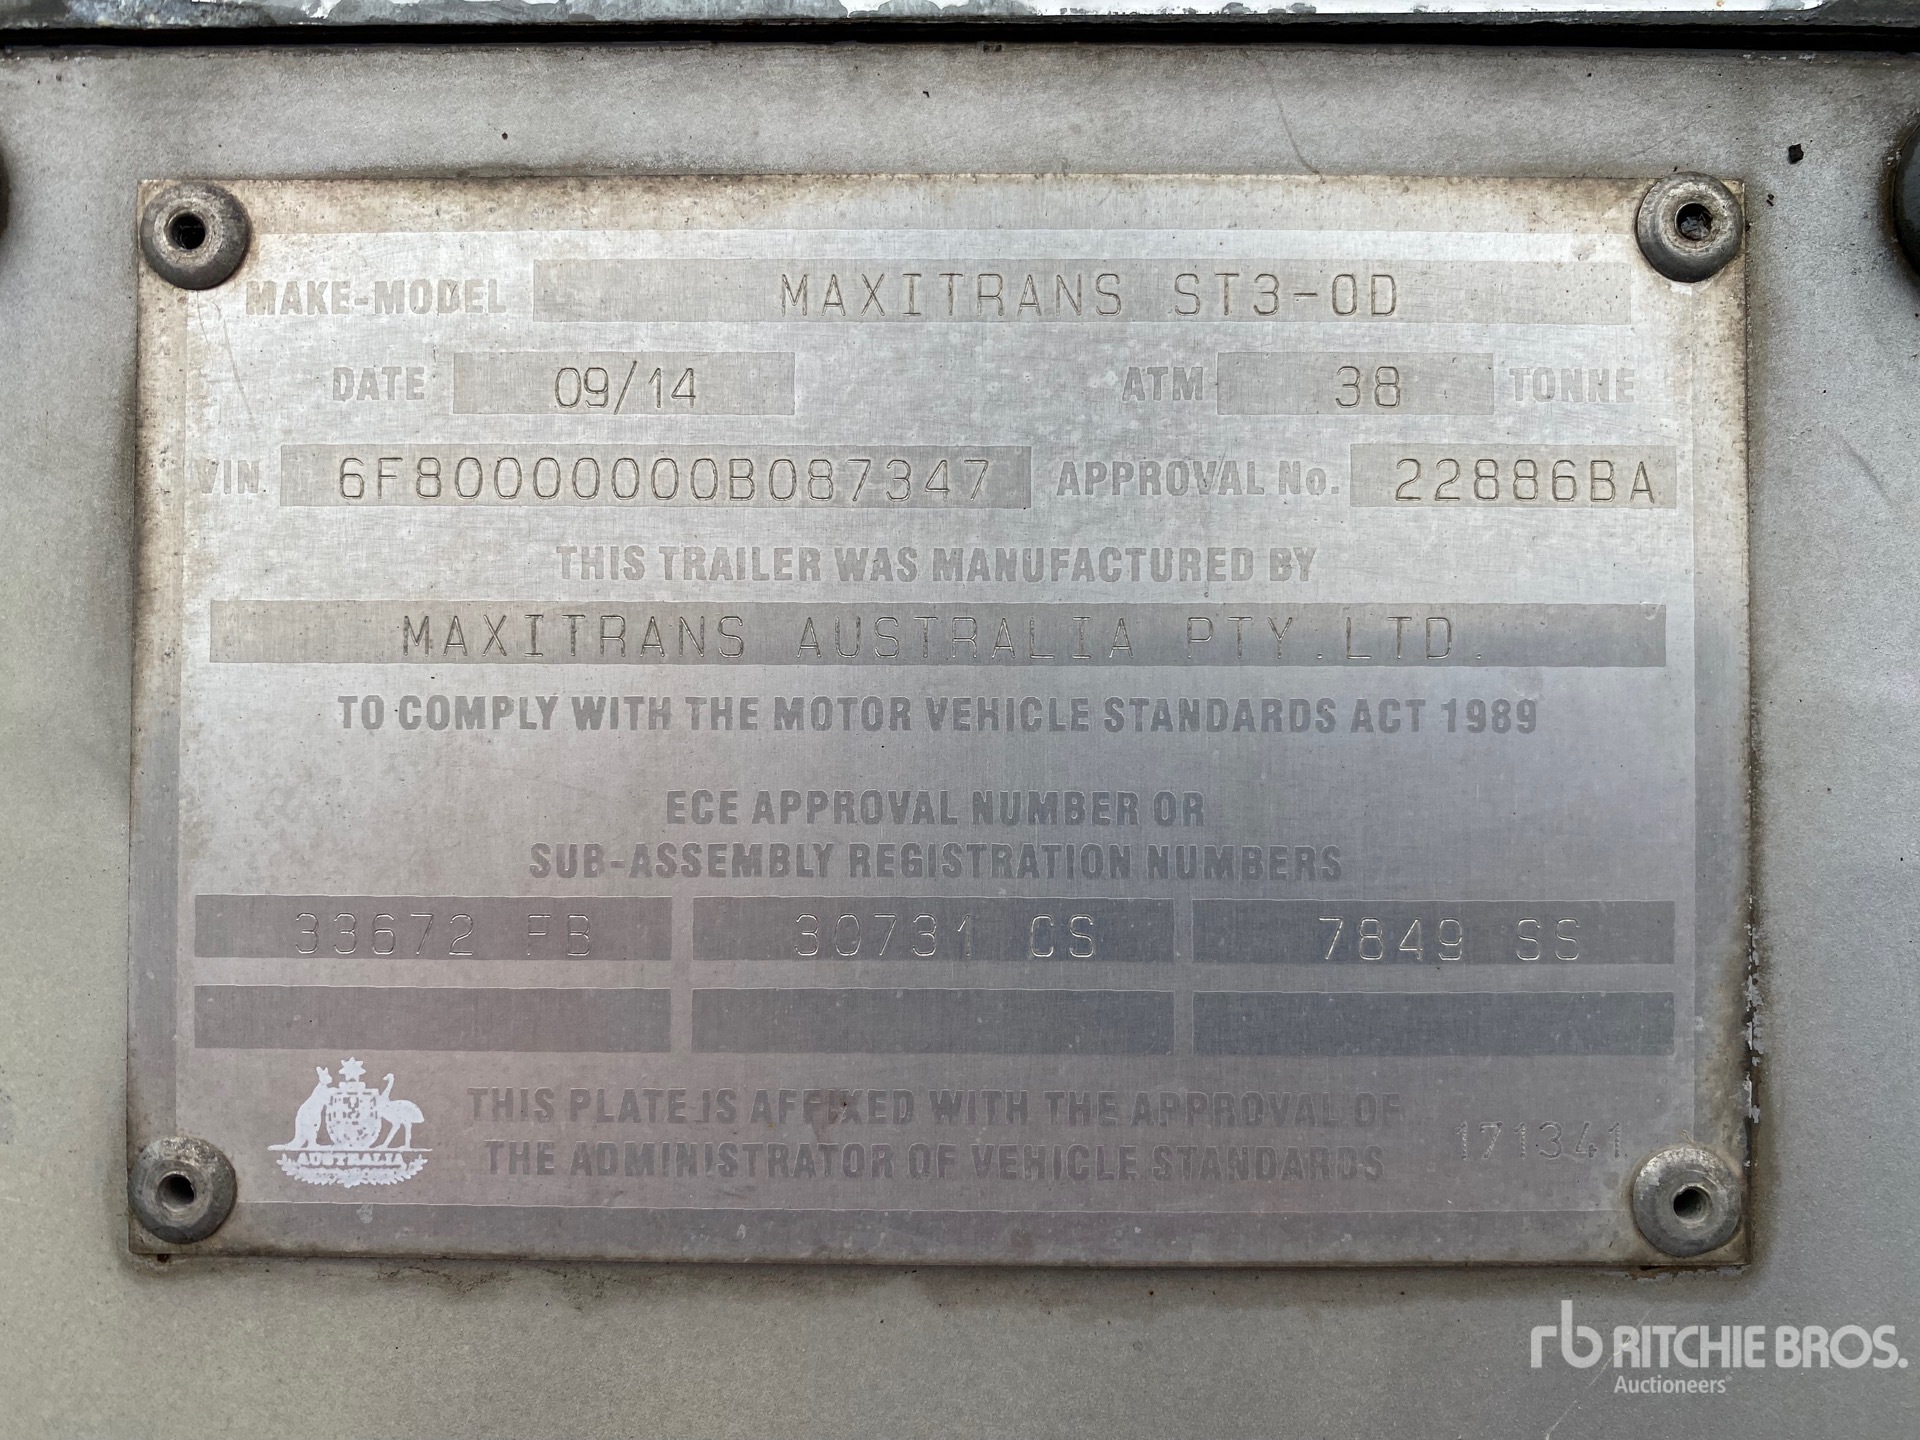 MAKE-MODEL MAXITRANS ST3-OD
DATE 09/14 ATM 38 TONNE
VIN. 6F80000000B087347 APPROVAL No. 22886BA
THIS TRAILER WAS MANUFACTURED BY
MAXITRANS AUSTRALIA PTY.LTD.
TO COMPLY WITH THE MOTOR VEHICLE STANDARDS ACT 1989
ECE APPROVAL NUMBER OR
SUB-ASSEMBLY REGISTRATION NUMBERS
33672 FB 30731 CS 7849 SS
AUSTRALIA
THIS PLATE IS AFFIXED WITH THE APPROVAL OF
THE ADMINISTRATOR OF VEHICLE STANDARDS
171341
rb RITCHIE BROS.
Auctioneers